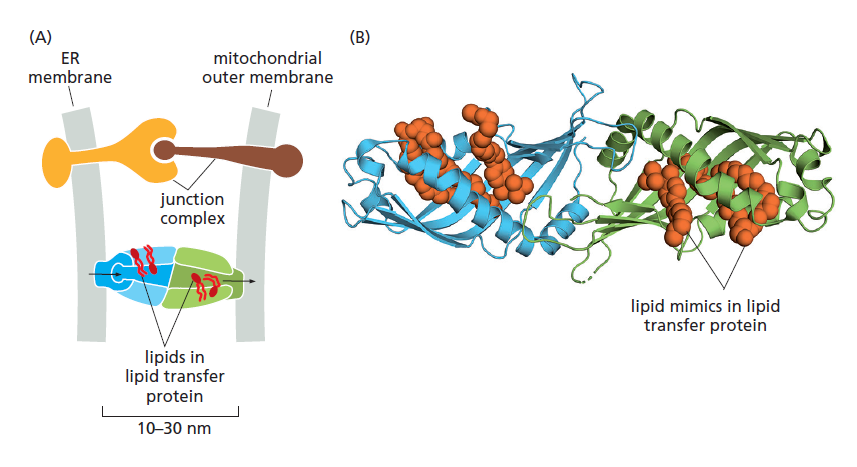 (A)
ER
membrane
mitochondrial
outer membrane
junction
complex
lipids in
lipid transfer
protein
10–30 nm
(B)
lipid mimics in lipid
transfer protein